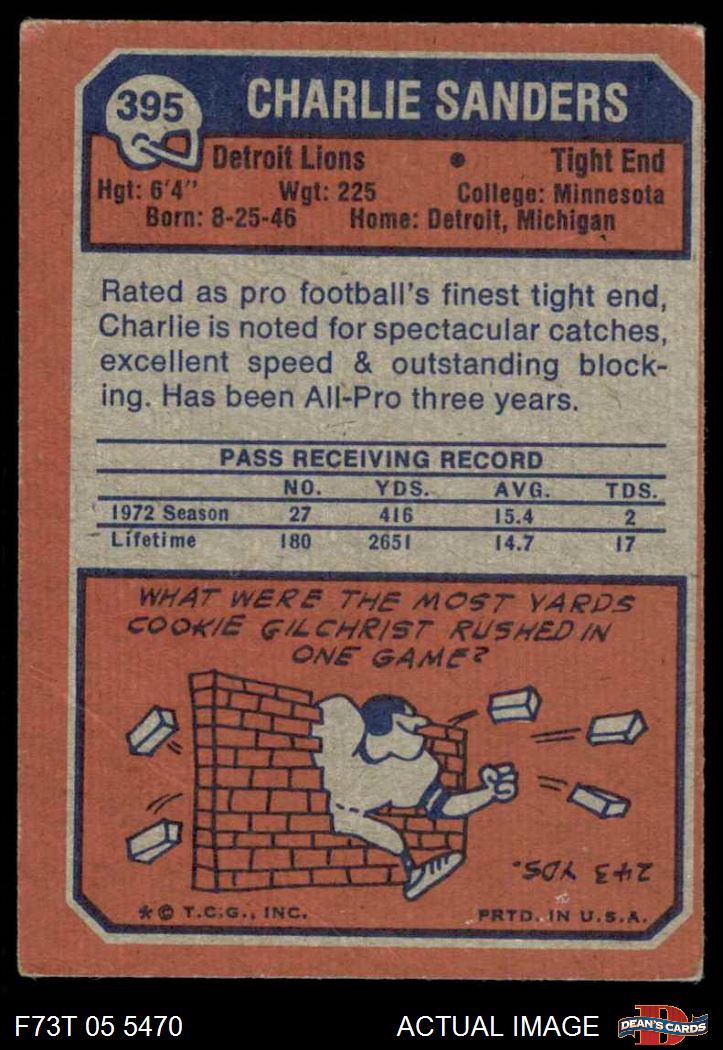 395
CHARLIE SANDERS
Detroit Lions • Tight End
Hgt: 6'4" Wgt: 225 College: Minnesota
Born: 8-25-46 Home: Detroit, Michigan
Rated as pro football's finest tight end,
Charlie is noted for spectacular catches,
excellent speed & outstanding block-
ing. Has been All-Pro three years.
PASS RECEIVING RECORD
NO. YDS. AVG. TDS.
1972 Season 27 416 15.4 2
Lifetime 180 2651 14.7 17
WHAT WERE THE MOST YARDS
COOKIE GILCHRIST RUSHED IN
ONE GAME?
243 YDS.
* © T.C.G., INC. PRTD. IN U.S.A.
F73T 05 5470 ACTUAL IMAGE D DEAN'S CARDS